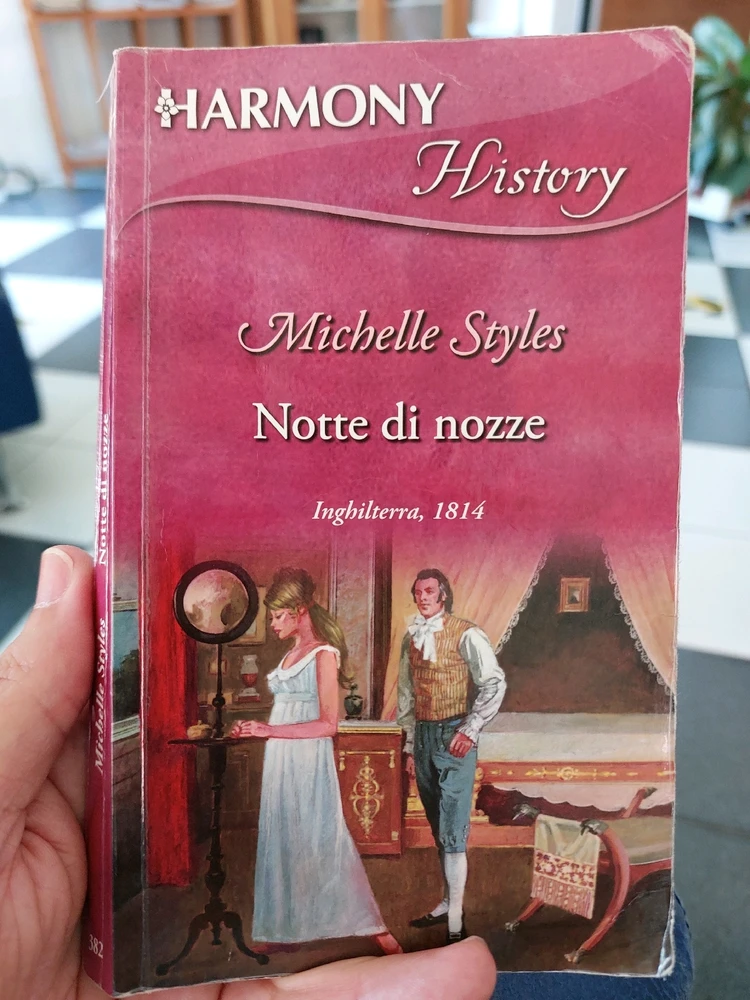 HARMONY
History
Michelle Styles
Notte di nozze
Inghilterra, 1814
Michelle Styles Notte di nozze
382